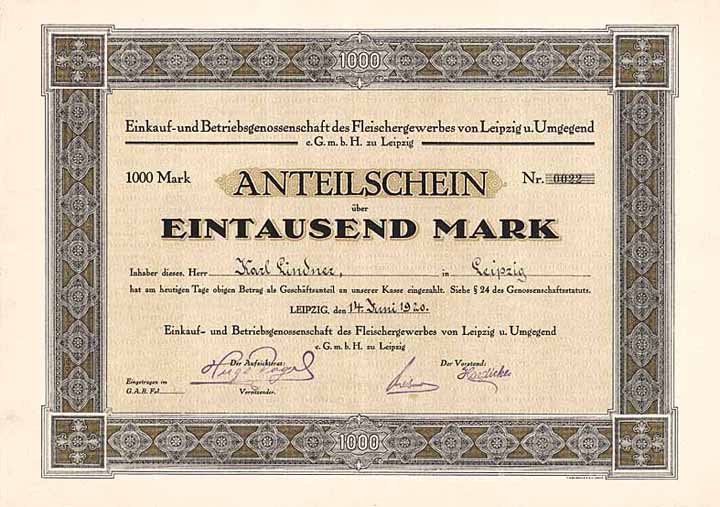 1000
Einkauf- und Betriebsgenossenschaft des Fleischergewerbes von Leipzig u. Umgegend
e. G. m. b. H. zu Leipzig
1000 Mark ANTEILSCHEIN Nr. 0022
über
EINTAUSEND MARK
Inhaber dieses, Herr Karl Lindner, in Leipzig
hat am heutigen Tage obigen Betrag als Geschäftsanteil an unserer Kasse eingezahlt. Siehe § 24 des Genossenschaftsstatuts.
LEIPZIG, den 14. Juni 1920.
Einkauf- und Betriebsgenossenschaft des Fleischergewerbes von Leipzig u. Umgegend
e. G. m. b. H. zu Leipzig
Der Aufsichtsrat: Der Vorstand:
Hugo
Eingetragen im
G.A.B. Fol. Vorsitzender.
1000